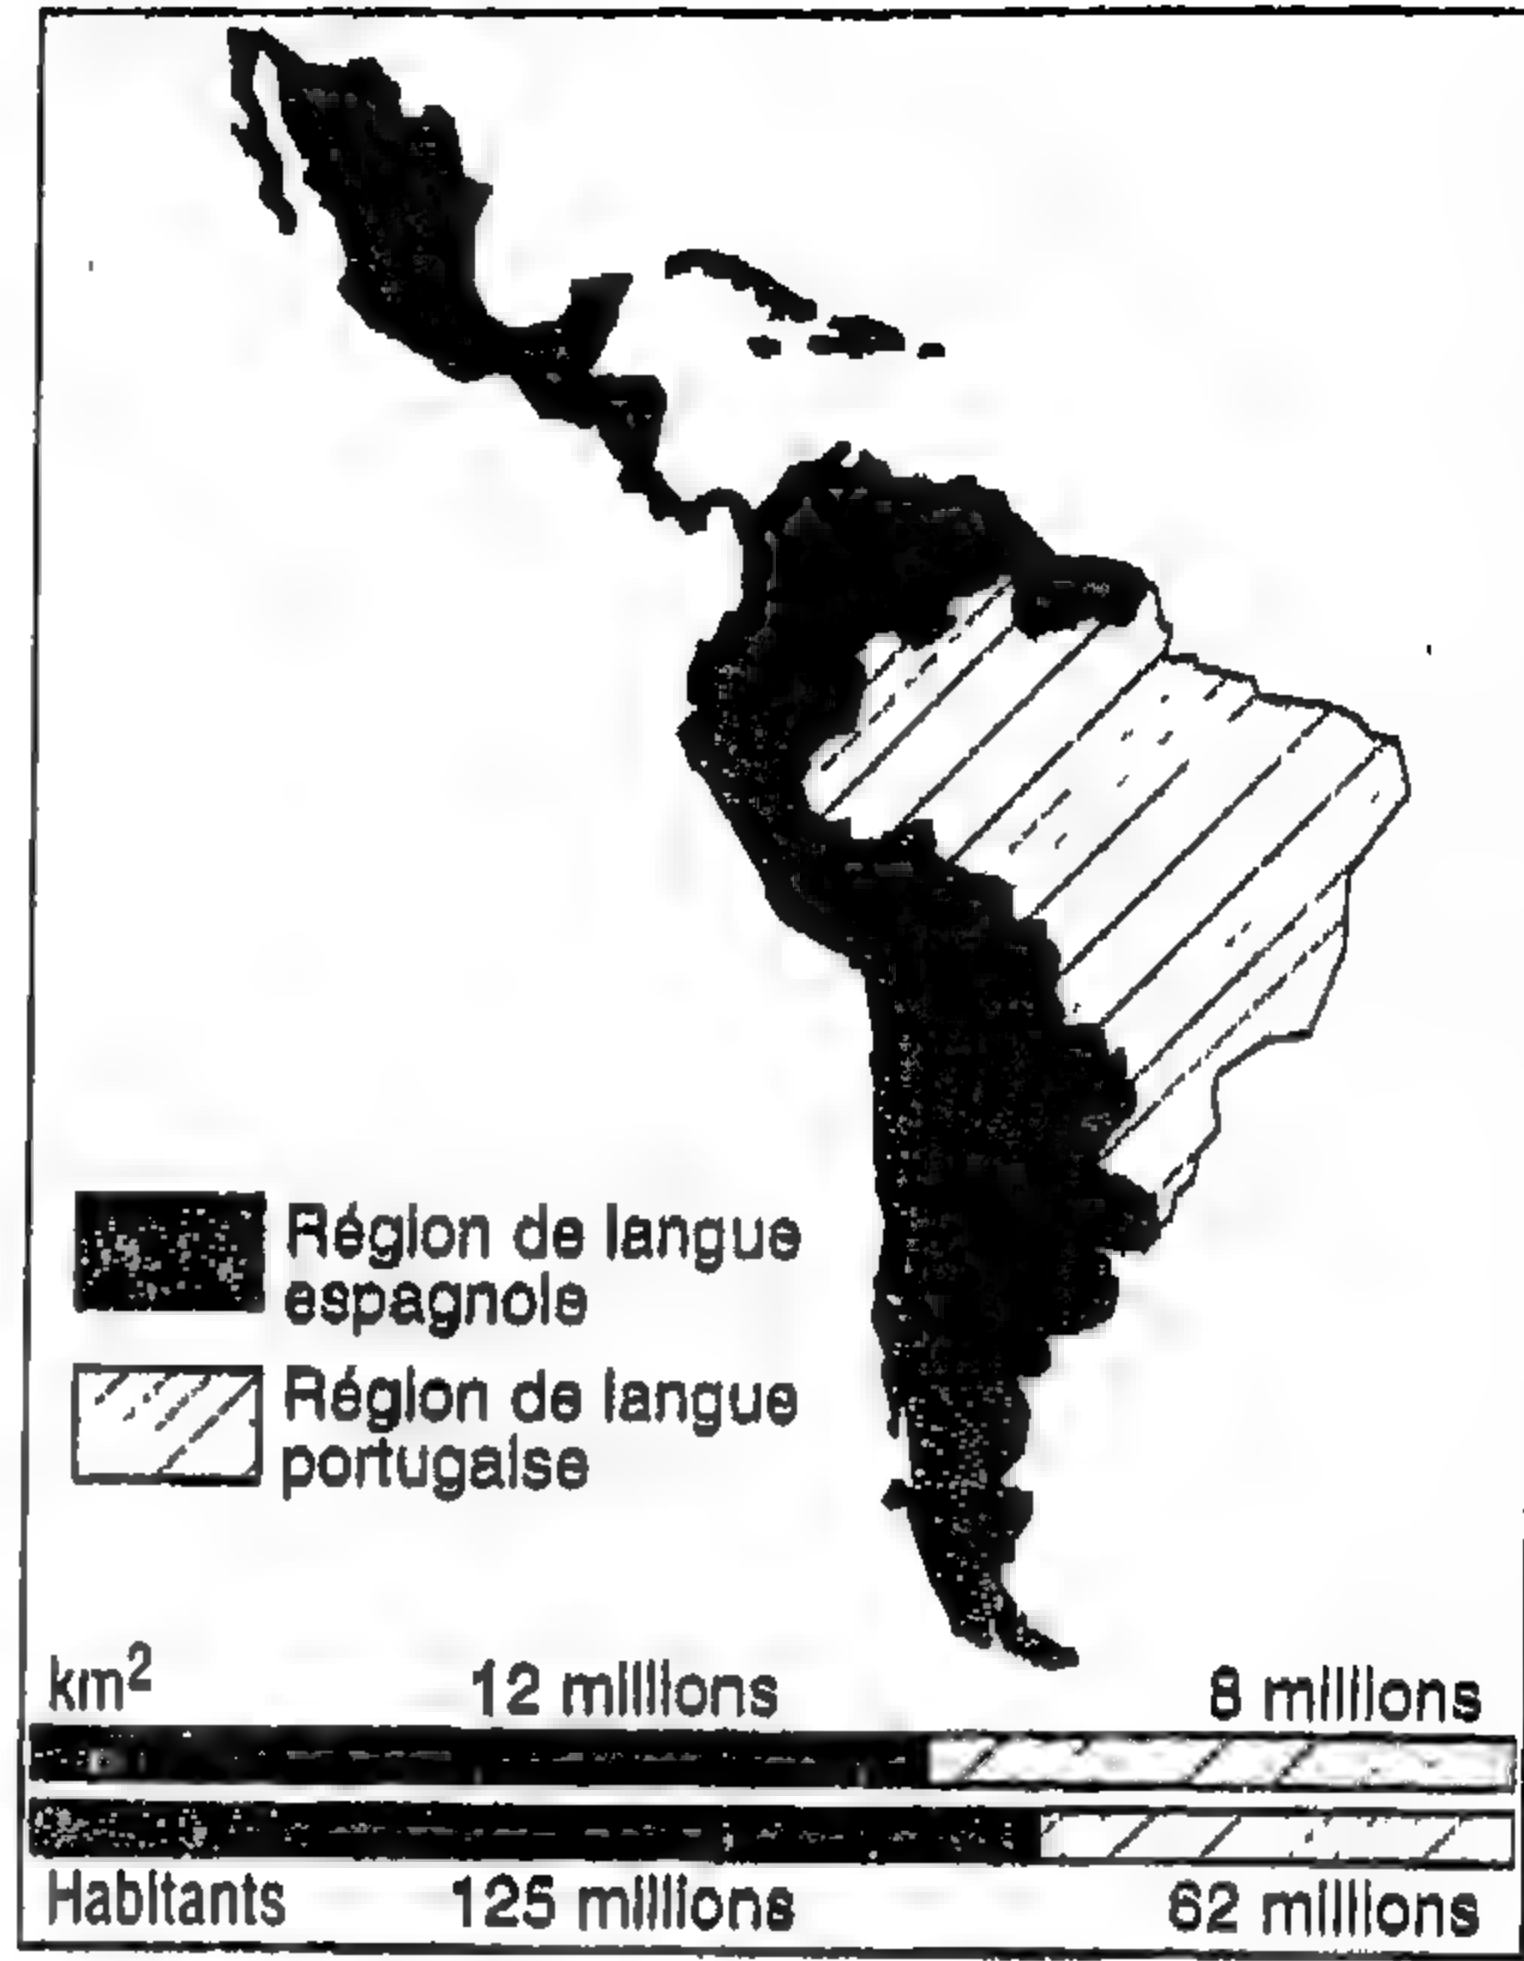 Région de langue
espagnole
Région de langue
portugaise
km² 12 millions 8 millions
Habitants 125 millions 62 millions